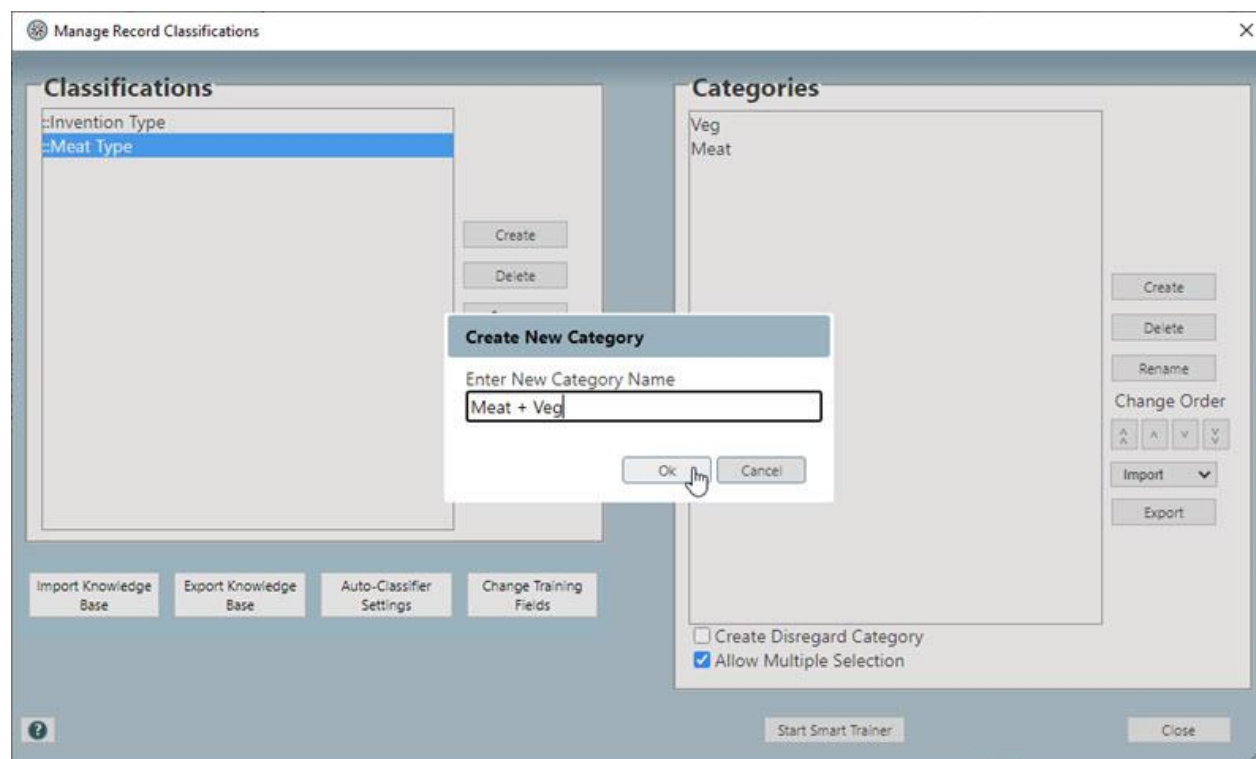 Manage Record Classifications
Classifications
::Invention Type
::Meat Type
Create
Delete
Categories
Veg
Meat
Create
Delete
Rename
Change Order
Import
Export
Create New Category
Enter New Category Name
Meat + Veg
Ok
Cancel
Import Knowledge
Base
Export Knowledge
Base
Auto-Classifier
Settings
Change Training
Fields
Create Disregard Category
Allow Multiple Selection
?
Start Smart Trainer
Close